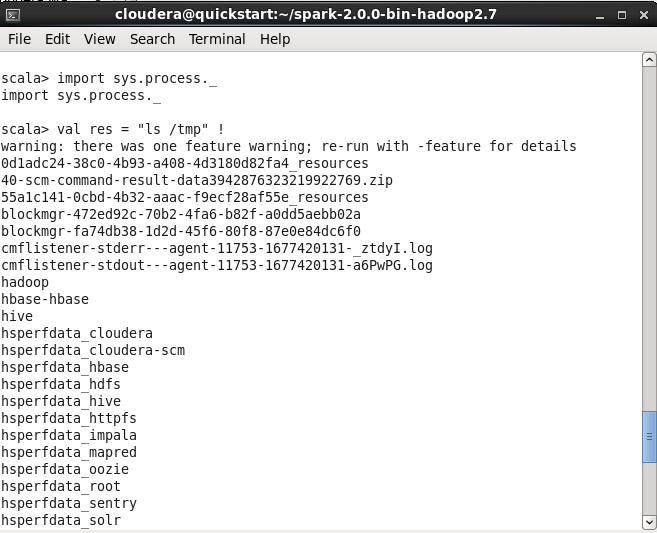 cloudera@quickstart:~/spark-2.0.0-bin-hadoop2.7
File Edit View Search Terminal Help
scala> import sys.process._
import sys.process._
scala> val res = "ls /tmp" !
warning: there was one feature warning; re-run with -feature for details
0d1adc24-38c0-4b93-a408-4d3180d82fa4_resources
40-scm-command-result-data3942876323219922769.zip
55a1c141-0cbd-4b32-aaac-f9ecf28af55e_resources
blockmgr-472ed92c-70b2-4fa6-b82f-a0dd5aebb02a
blockmgr-fa74db38-1d2d-45f6-80f8-87e0e84dc6f0
cmflistener-stderr---agent-11753-1677420131-_ztdyI.log
cmflistener-stdout---agent-11753-1677420131-a6PwPG.log
hadoop
hbase-hbase
hive
hsperfdata_cloudera
hsperfdata_cloudera-scm
hsperfdata_hbase
hsperfdata_hdfs
hsperfdata_hive
hsperfdata_httpfs
hsperfdata_impala
hsperfdata_mapred
hsperfdata_oozie
hsperfdata_root
hsperfdata_sentry
hsperfdata_solr